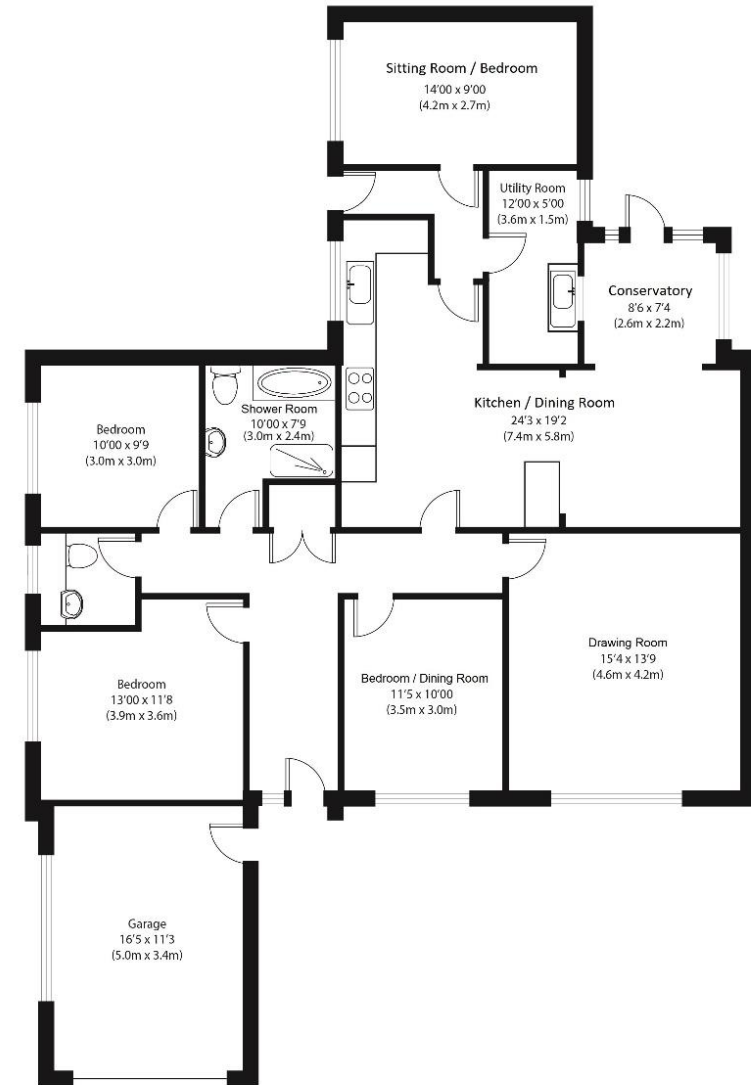 Sitting Room / Bedroom
14'00 x 9'00
(4.2m x 2.7m)
Utility Room
12'00 x 5'00
(3.6m x 1.5m)
Conservatory
8'6 x 7'4
(2.6m x 2.2m)
Kitchen / Dining Room
24'3 x 19'2
(7.4m x 5.8m)
Shower Room
10'00 x 7'9
(3.0m x 2.4m)
Bedroom
10'00 x 9'9
(3.0m x 3.0m)
Drawing Room
15'4 x 13'9
(4.6m x 4.2m)
Bedroom / Dining Room
11'5 x 10'00
(3.5m x 3.0m)
Bedroom
13'00 x 11'8
(3.9m x 3.6m)
Garage
16'5 x 11'3
(5.0m x 3.4m)